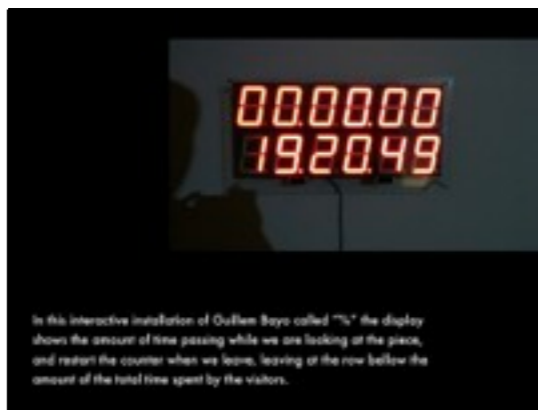 00.00.00
19.20.49
In this interactive installation of Guillem Bayo called "%" the display
shows the amount of time passing while we are looking at the piece,
and restart the counter when we leave, leaving at the row bellow the
amount of the total time spent by the visitors.